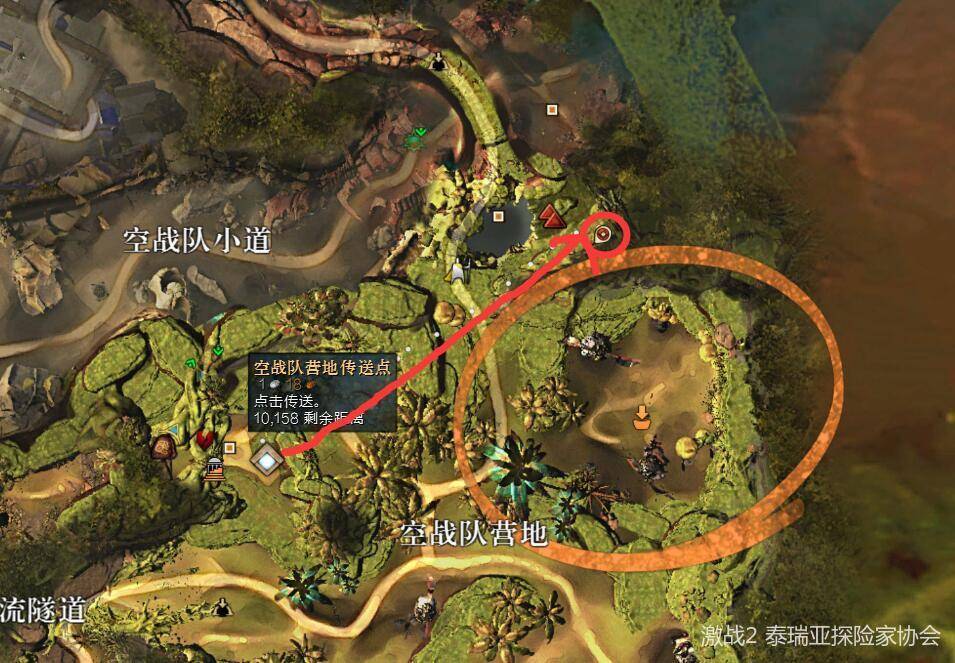 空战队小道
空战队营地传送点
1 18
点击传送。
10,158 剩余距离
空战队营地
流隧道
激战2 泰瑞亚探险家协会